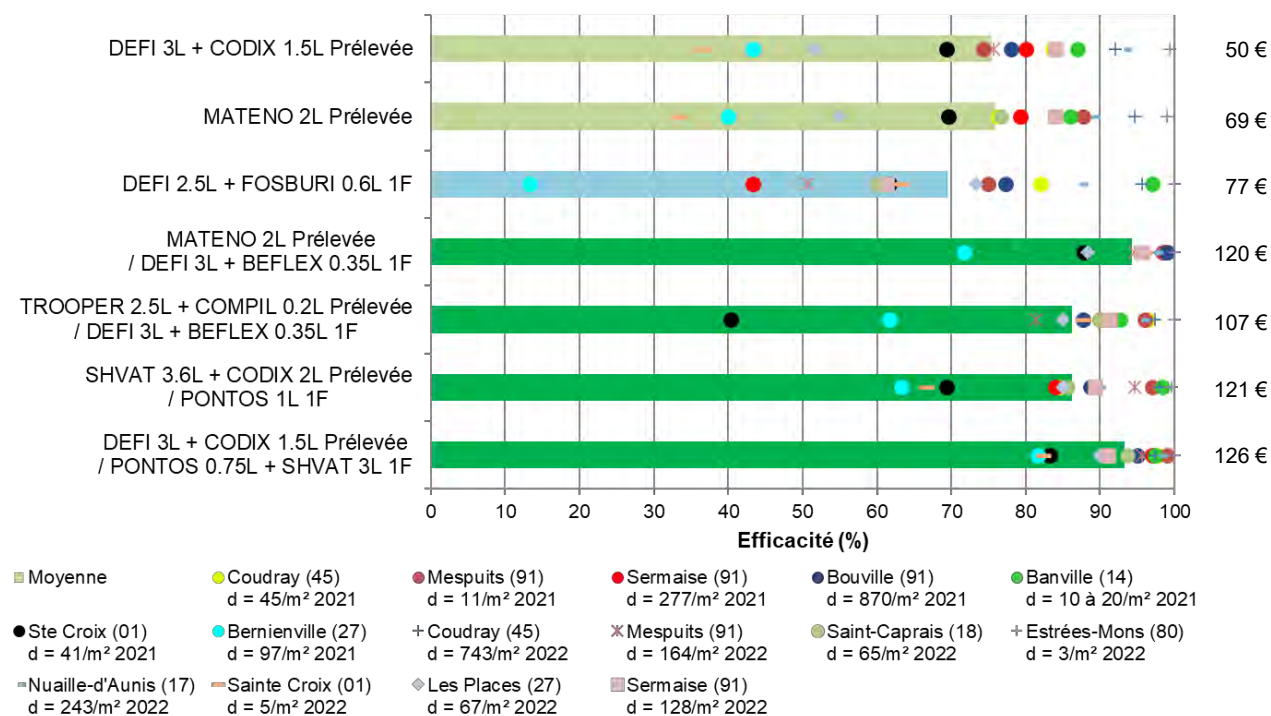 DEFI 3L + CODIX 1.5L Prélevée
50 €
MATENO 2L Prélevée
69 €
DEFI 2.5L + FOSBURI 0.6L 1F
77 €
MATENO 2L Prélevée
/ DEFI 3L + BEFLEX 0.35L 1F
120 €
TROOPER 2.5L + COMPIL 0.2L Prélevée
/ DEFI 3L + BEFLEX 0.35L 1F
107 €
SHVAT 3.6L + CODIX 2L Prélevée
/ PONTOS 1L 1F
121 €
DEFI 3L + CODIX 1.5L Prélevée
/ PONTOS 0.75L + SHVAT 3L 1F
126 €
0 10 20 30 40 50 60 70 80 90 100
Efficacité (%)
Moyenne
Coudray (45)
d = 45/m² 2021
Mespuits (91)
d = 11/m² 2021
Sermaise (91)
d = 277/m² 2021
Bouville (91)
d = 870/m² 2021
Banville (14)
d = 10 à 20/m² 2021
Ste Croix (01)
d = 41/m² 2021
Bernienville (27)
d = 97/m² 2021
Coudray (45)
d = 743/m² 2022
Mespuits (91)
d = 164/m² 2022
Saint-Caprais (18)
d = 65/m² 2022
Estrées-Mons (80)
d = 3/m² 2022
Nuaille-d'Aunis (17)
d = 243/m² 2022
Sainte Croix (01)
d = 5/m² 2022
Les Places (27)
d = 67/m² 2022
Sermaise (91)
d = 128/m² 2022